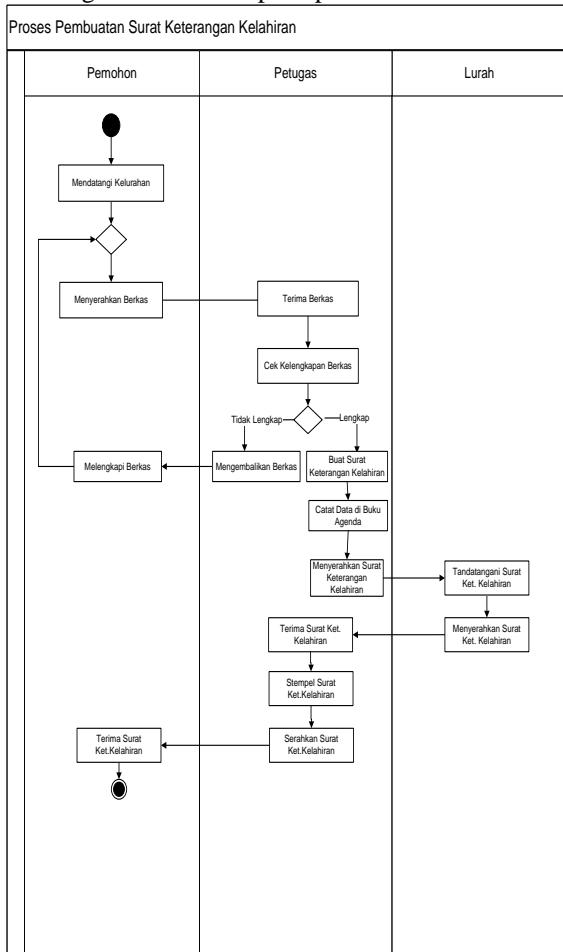 Proses Pembuatan Surat Keterangan Kelahiran
Pemohon
Petugas
Lurah
Mendatangi Kelurahan
Menyerahkan Berkas
Terima Berkas
Cek Kelengkapan Berkas
Tidak Lengkap
Lengkap
Melengkapi Berkas
Mengembalikan Berkas
Buat Surat
Keterangan Kelahiran
Catat Data di Buku
Agenda
Menyerahkan Surat
Keterangan
Kelahiran
Tandatangani Surat
Ket. Kelahiran
Terima Surat Ket.
Kelahiran
Menyerahkan Surat
Ket. Kelahiran
Stempel Surat
Ket.Kelahiran
Terima Surat
Ket.Kelahiran
Serahkan Surat
Ket.Kelahiran